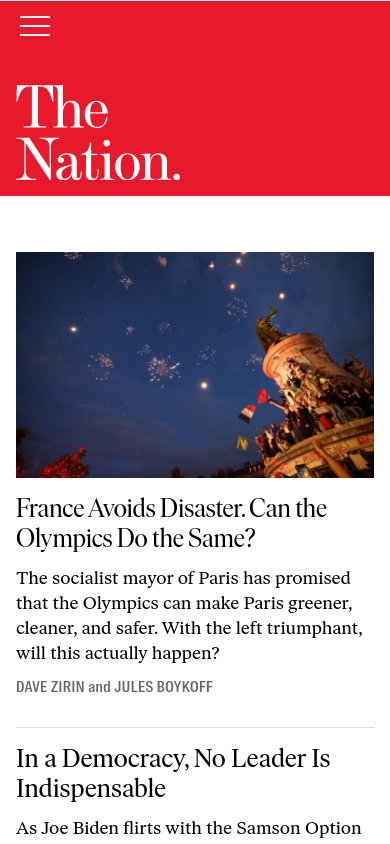 The
Nation.
France Avoids Disaster. Can the
Olympics Do the Same?
The socialist mayor of Paris has promised
that the Olympics can make Paris greener,
cleaner, and safer. With the left triumphant,
will this actually happen?
DAVE ZIRIN and JULES BOYKOFF
In a Democracy, No Leader Is
Indispensable
As Joe Biden flirts with the Samson Option